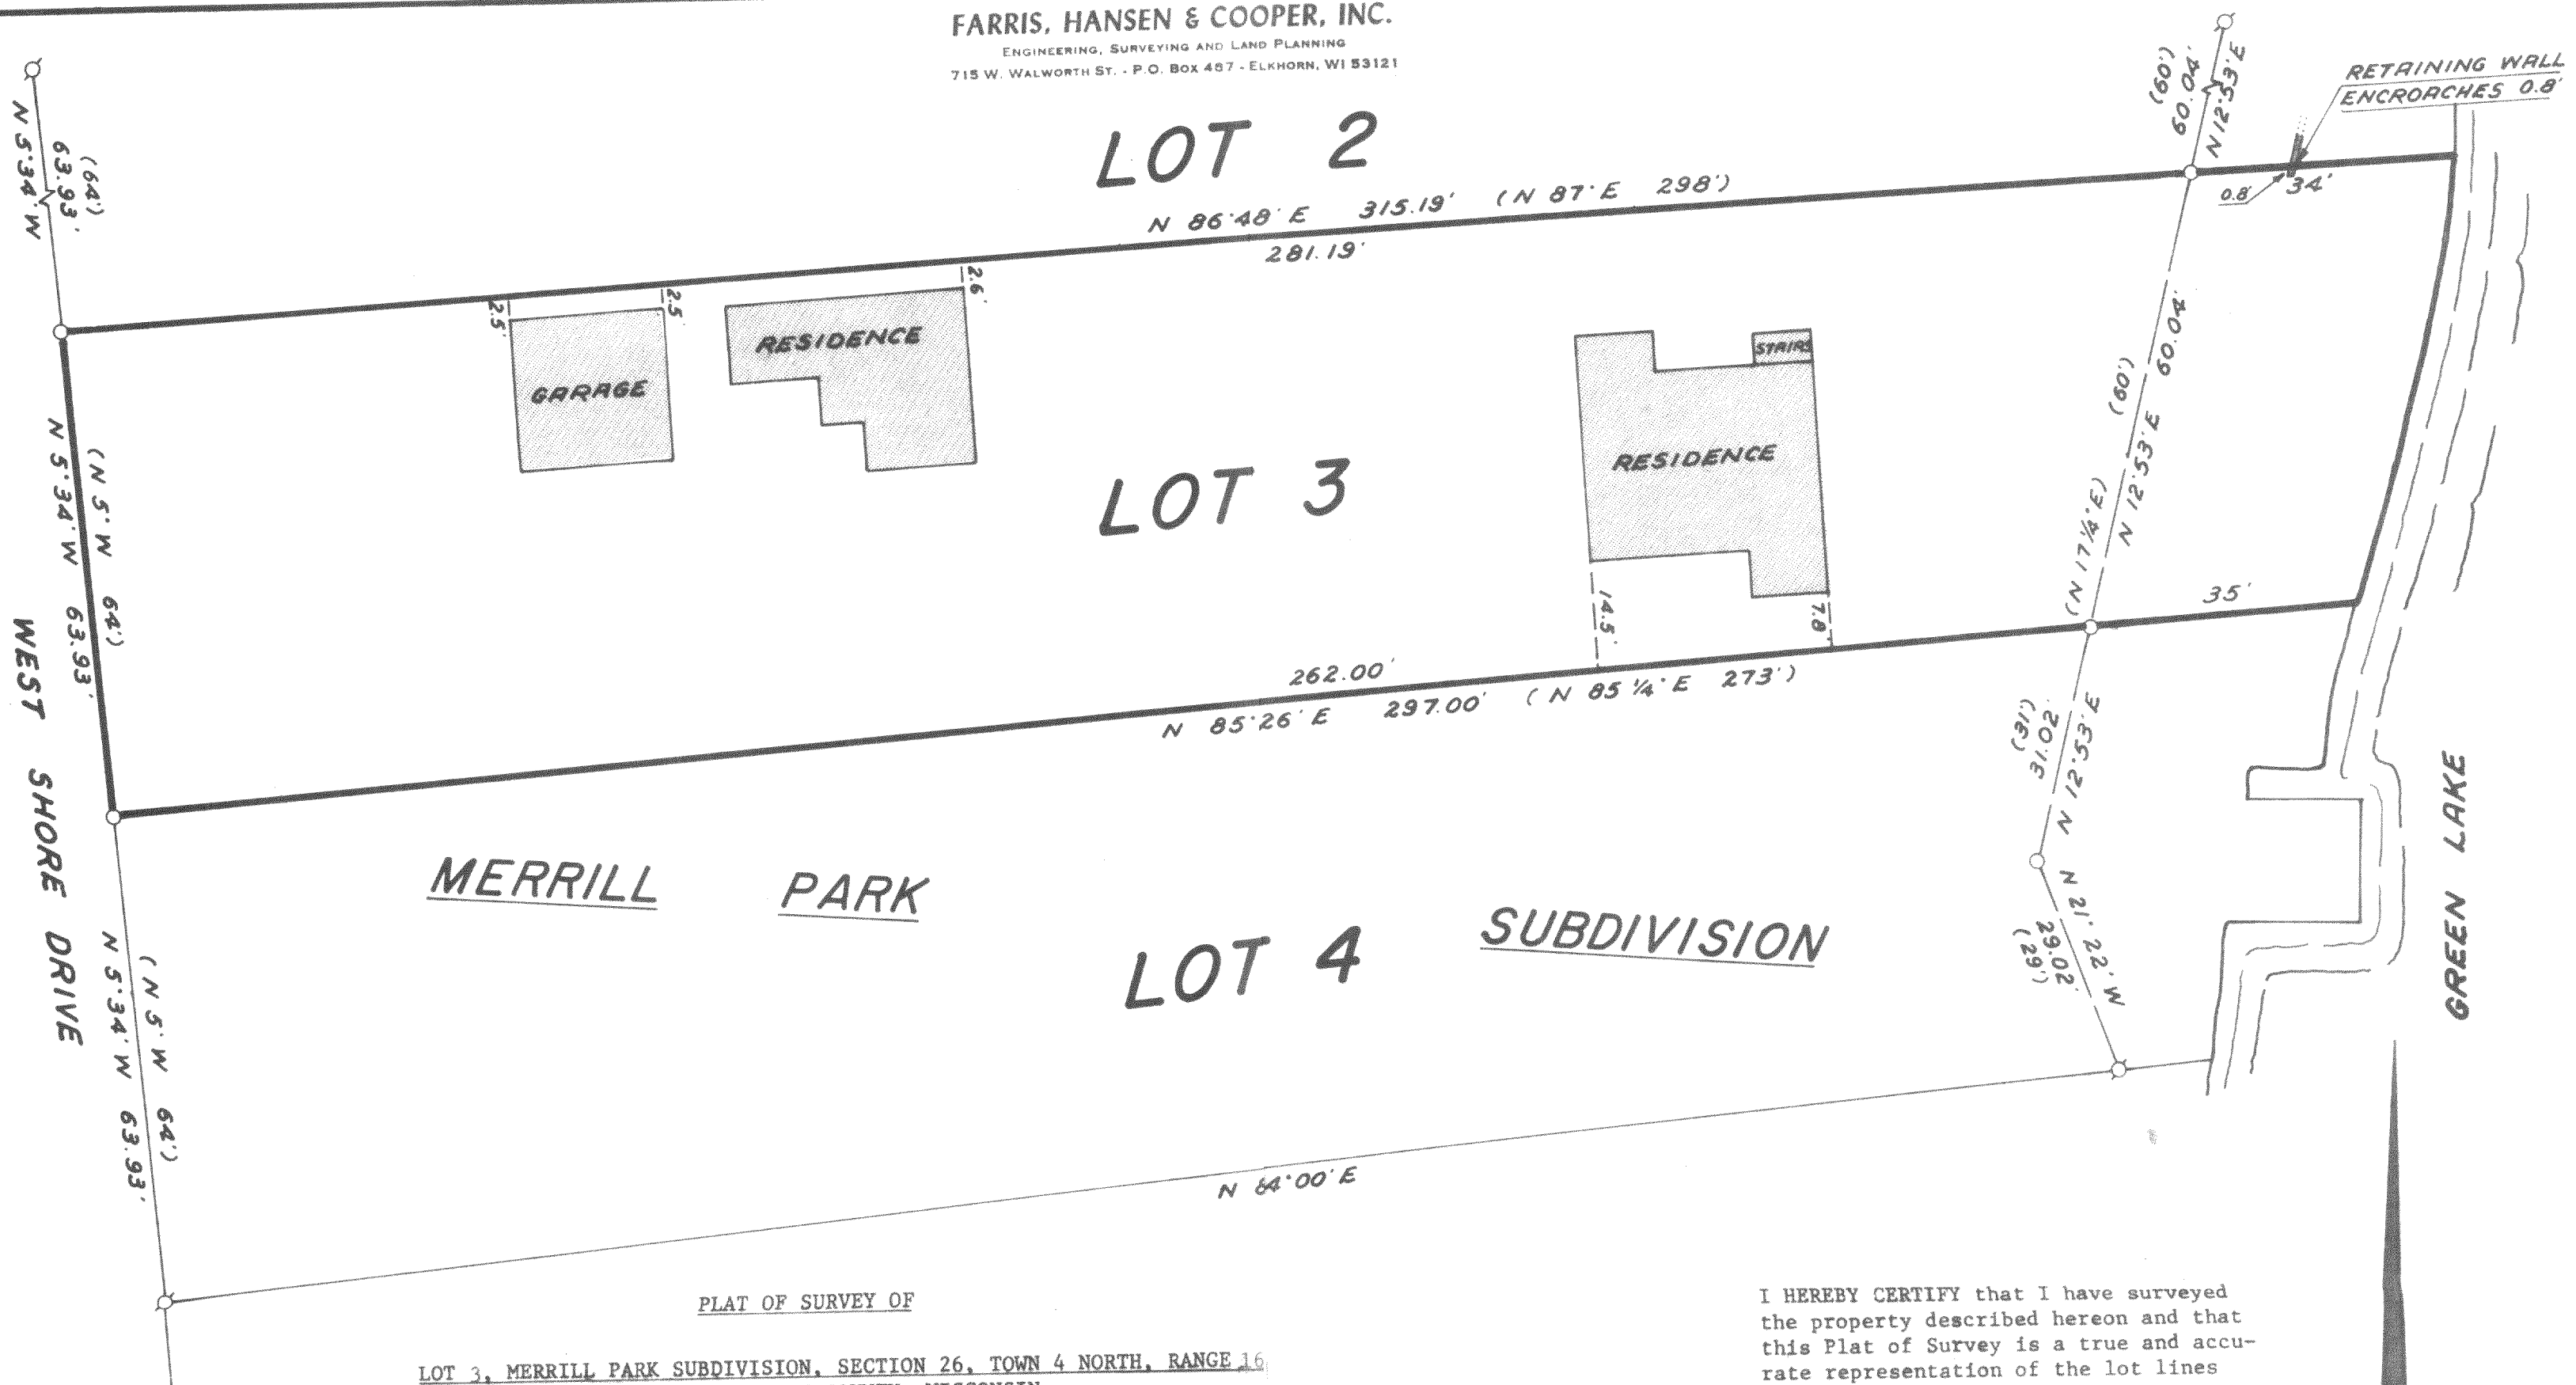 FARRIS, HANSEN & COOPER, INC.
ENGINEERING, SURVEYING AND LAND PLANNING
715 W. WALWORTH ST. - P.O. BOX 487 - ELKHORN, WI 53121
RETAINING WALL
ENCROACHES 0.8'
(60')
60.04'
N 12°53' E
(64')
63.93'
N 5°34' W
LOT 2
N 86°48' E 315.19' (N 87° E 298')
281.19'
0.8'
34'
2.5'
2.5'
2.6'
GARAGE
RESIDENCE
STAIRS
RESIDENCE
LOT 3
(60')
N 12°53' E 60.04'
(N 17¼° E)
(N 5° W 64')
N 5°34' W 63.93'
14.5'
7.8'
35'
262.00'
N 85°26' E 297.00' (N 85¼° E 273')
WEST SHORE DRIVE
(31')
31.02'
N 12°53' E
GREEN LAKE
MERRILL PARK SUBDIVISION
LOT 4
N 21°22' W
29.02'
(29')
(N 5° W 64')
N 5°34' W 63.93'
N 84°00' E
PLAT OF SURVEY OF
LOT 3, MERRILL PARK SUBDIVISION, SECTION 26, TOWN 4 NORTH, RANGE 16
WISCONSIN
I HEREBY CERTIFY that I have surveyed
the property described hereon and that
this Plat of Survey is a true and accu-
rate representation of the lot lines